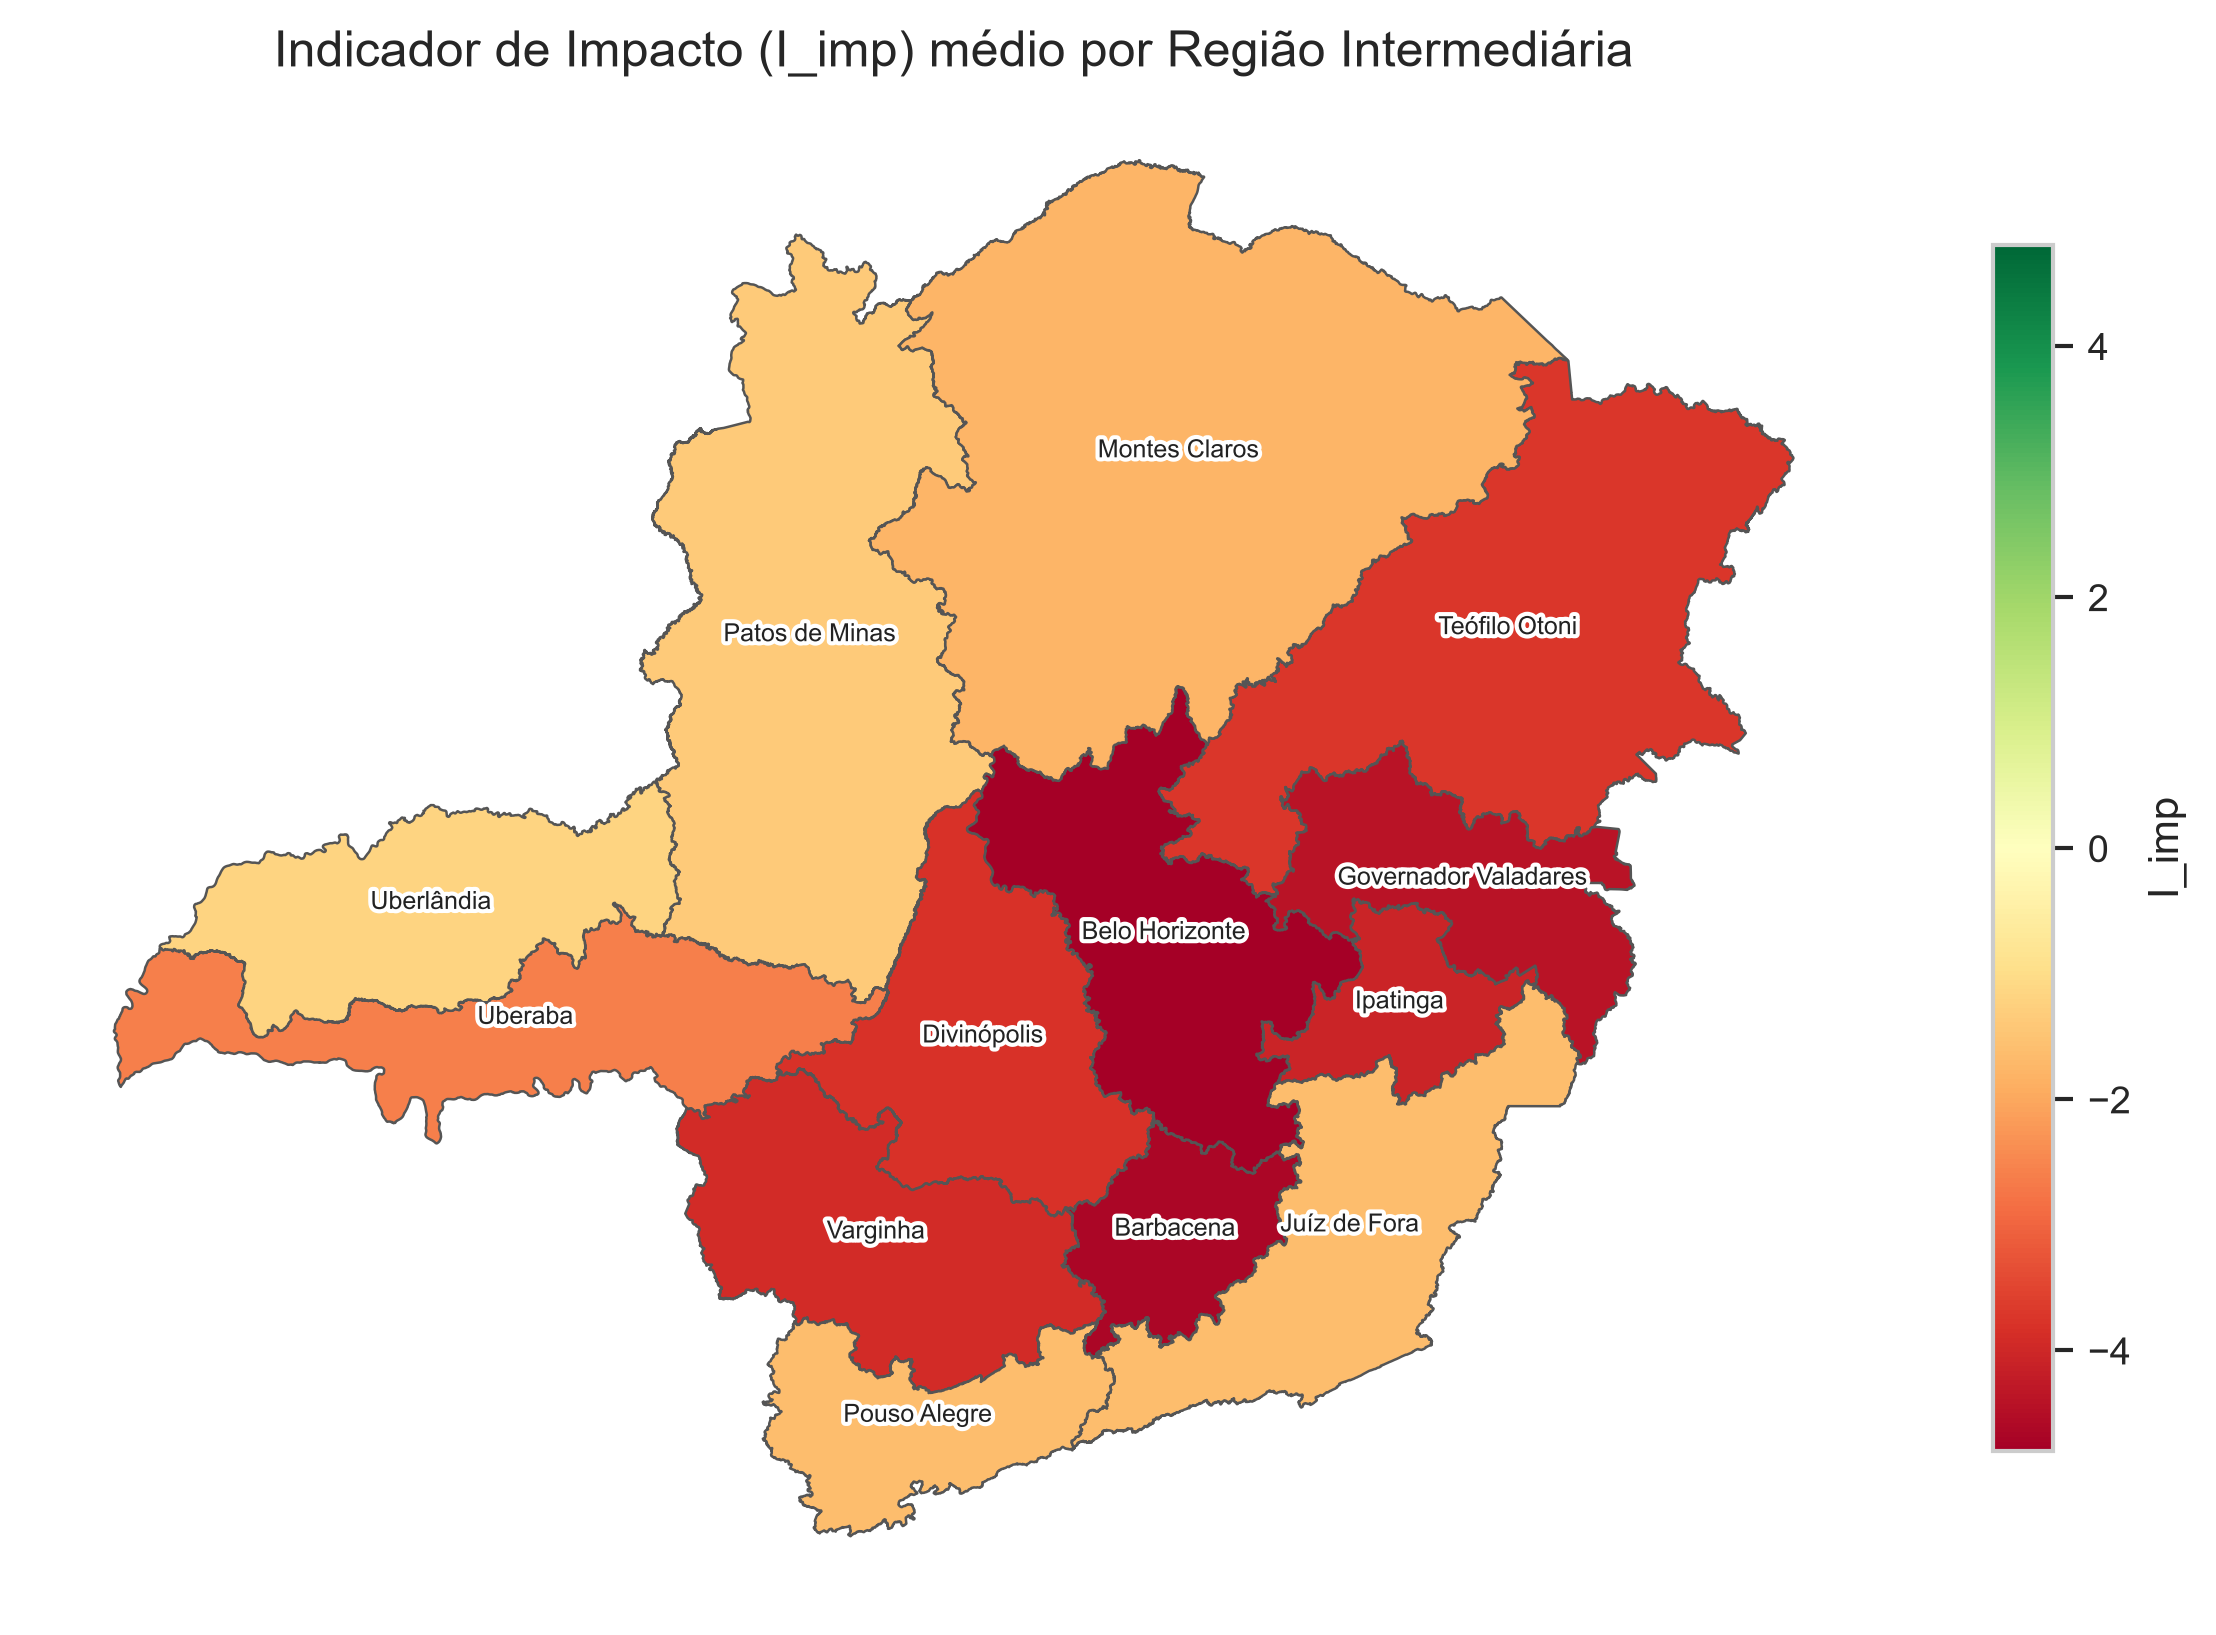 Indicador de Impacto (I_imp) médio por Região Intermediária
Montes Claros
Teófilo Otoni
Patos de Minas
Governador Valadares
Uberlândia
Belo Horizonte
Ipatinga
Uberaba
Divinópolis
Juíz de Fora
Barbacena
Varginha
Pouso Alegre
4
2
0
−2
−4
I_imp